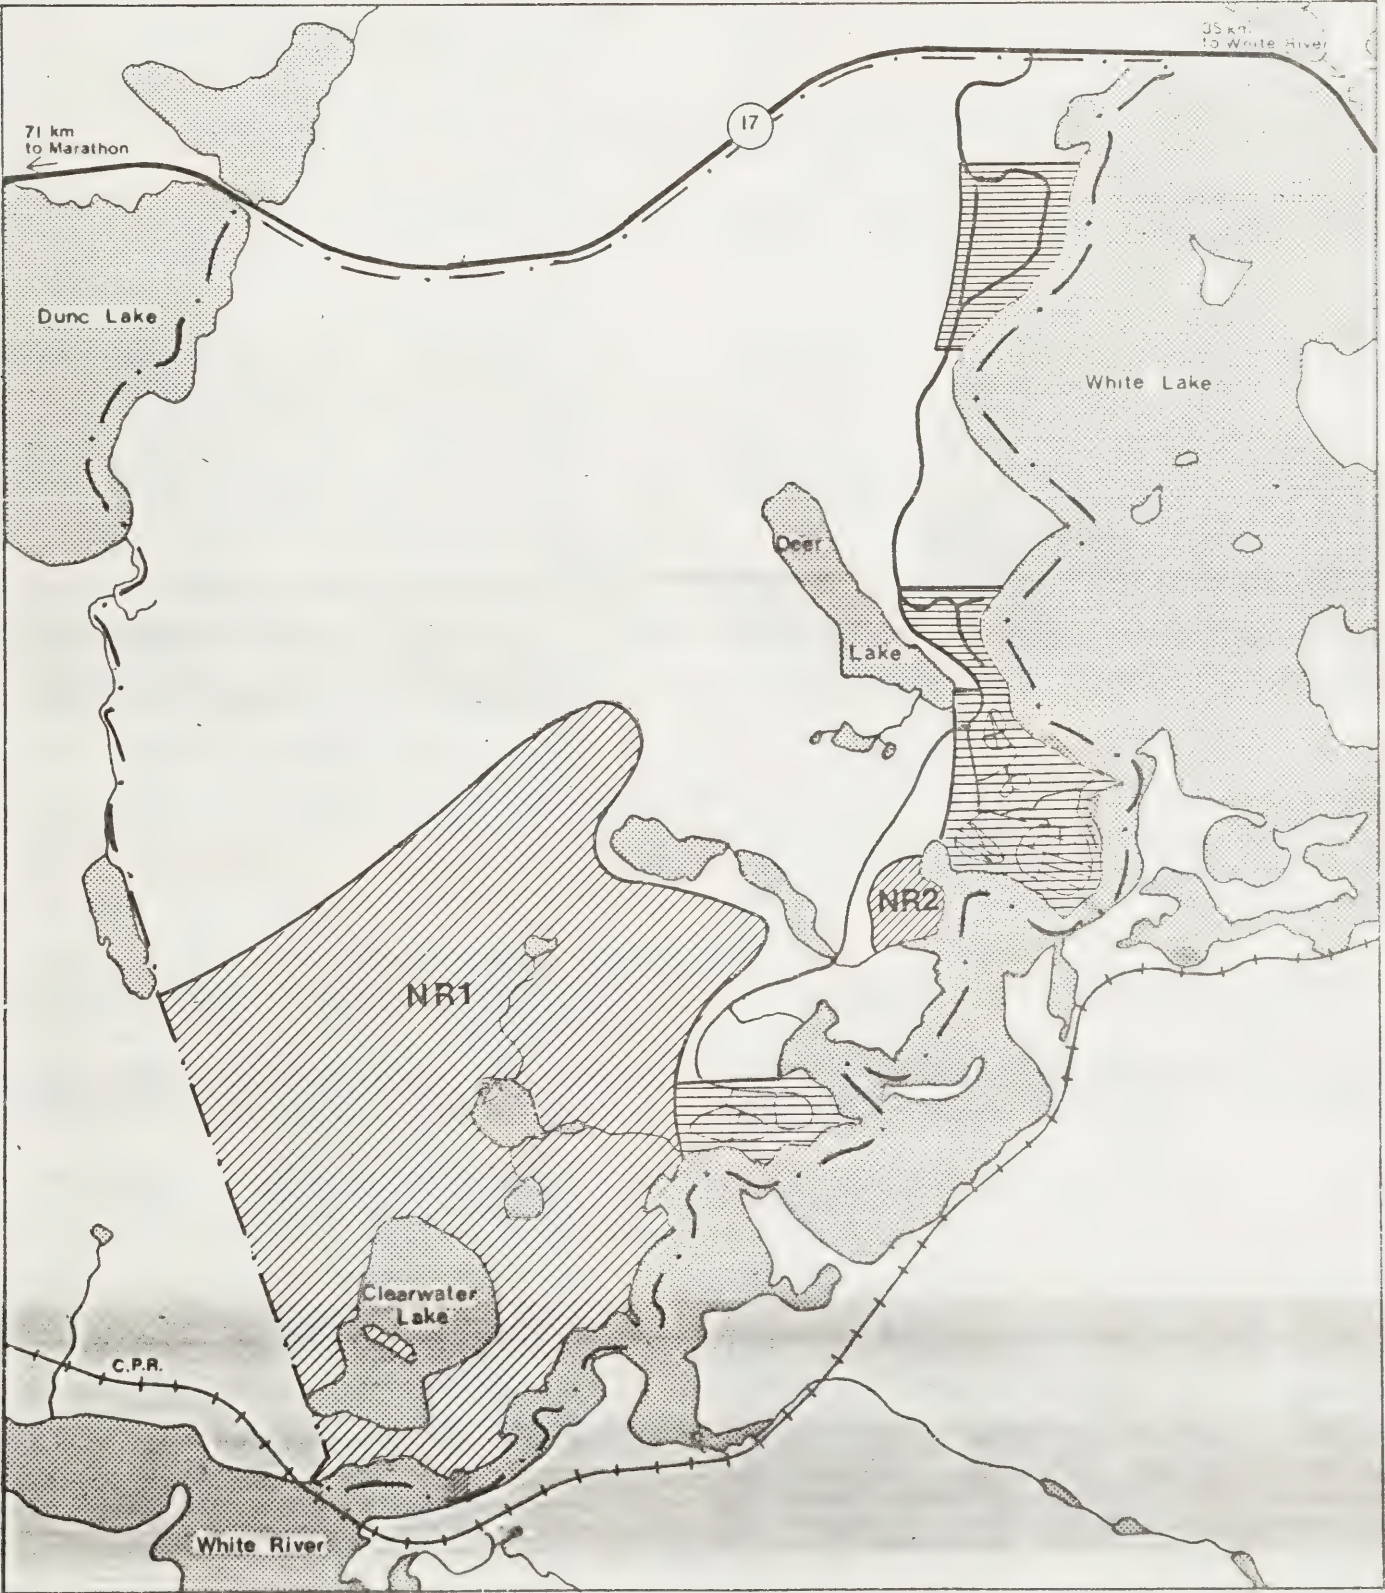 35 km
to White River
17
71 km
to Marathon
Dunc Lake
White Lake
Deer
Lake
NR2
NR1
Clearwater
Lake
C.P.R.
White River